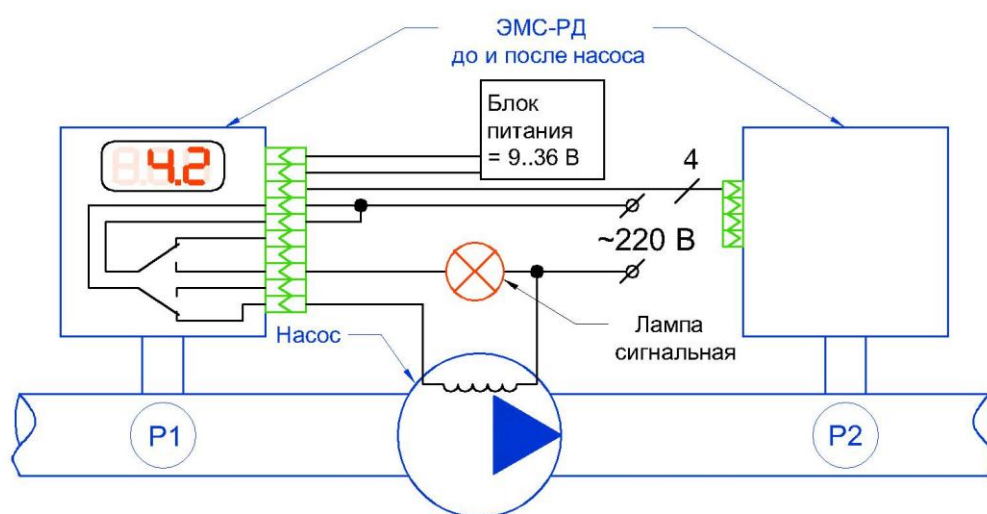 ЭМС-РД
до и после насоса
Блок
питания
= 9..36 В
4.2
4
~220 В
Лампа
сигнальная
Насос
P1
P2